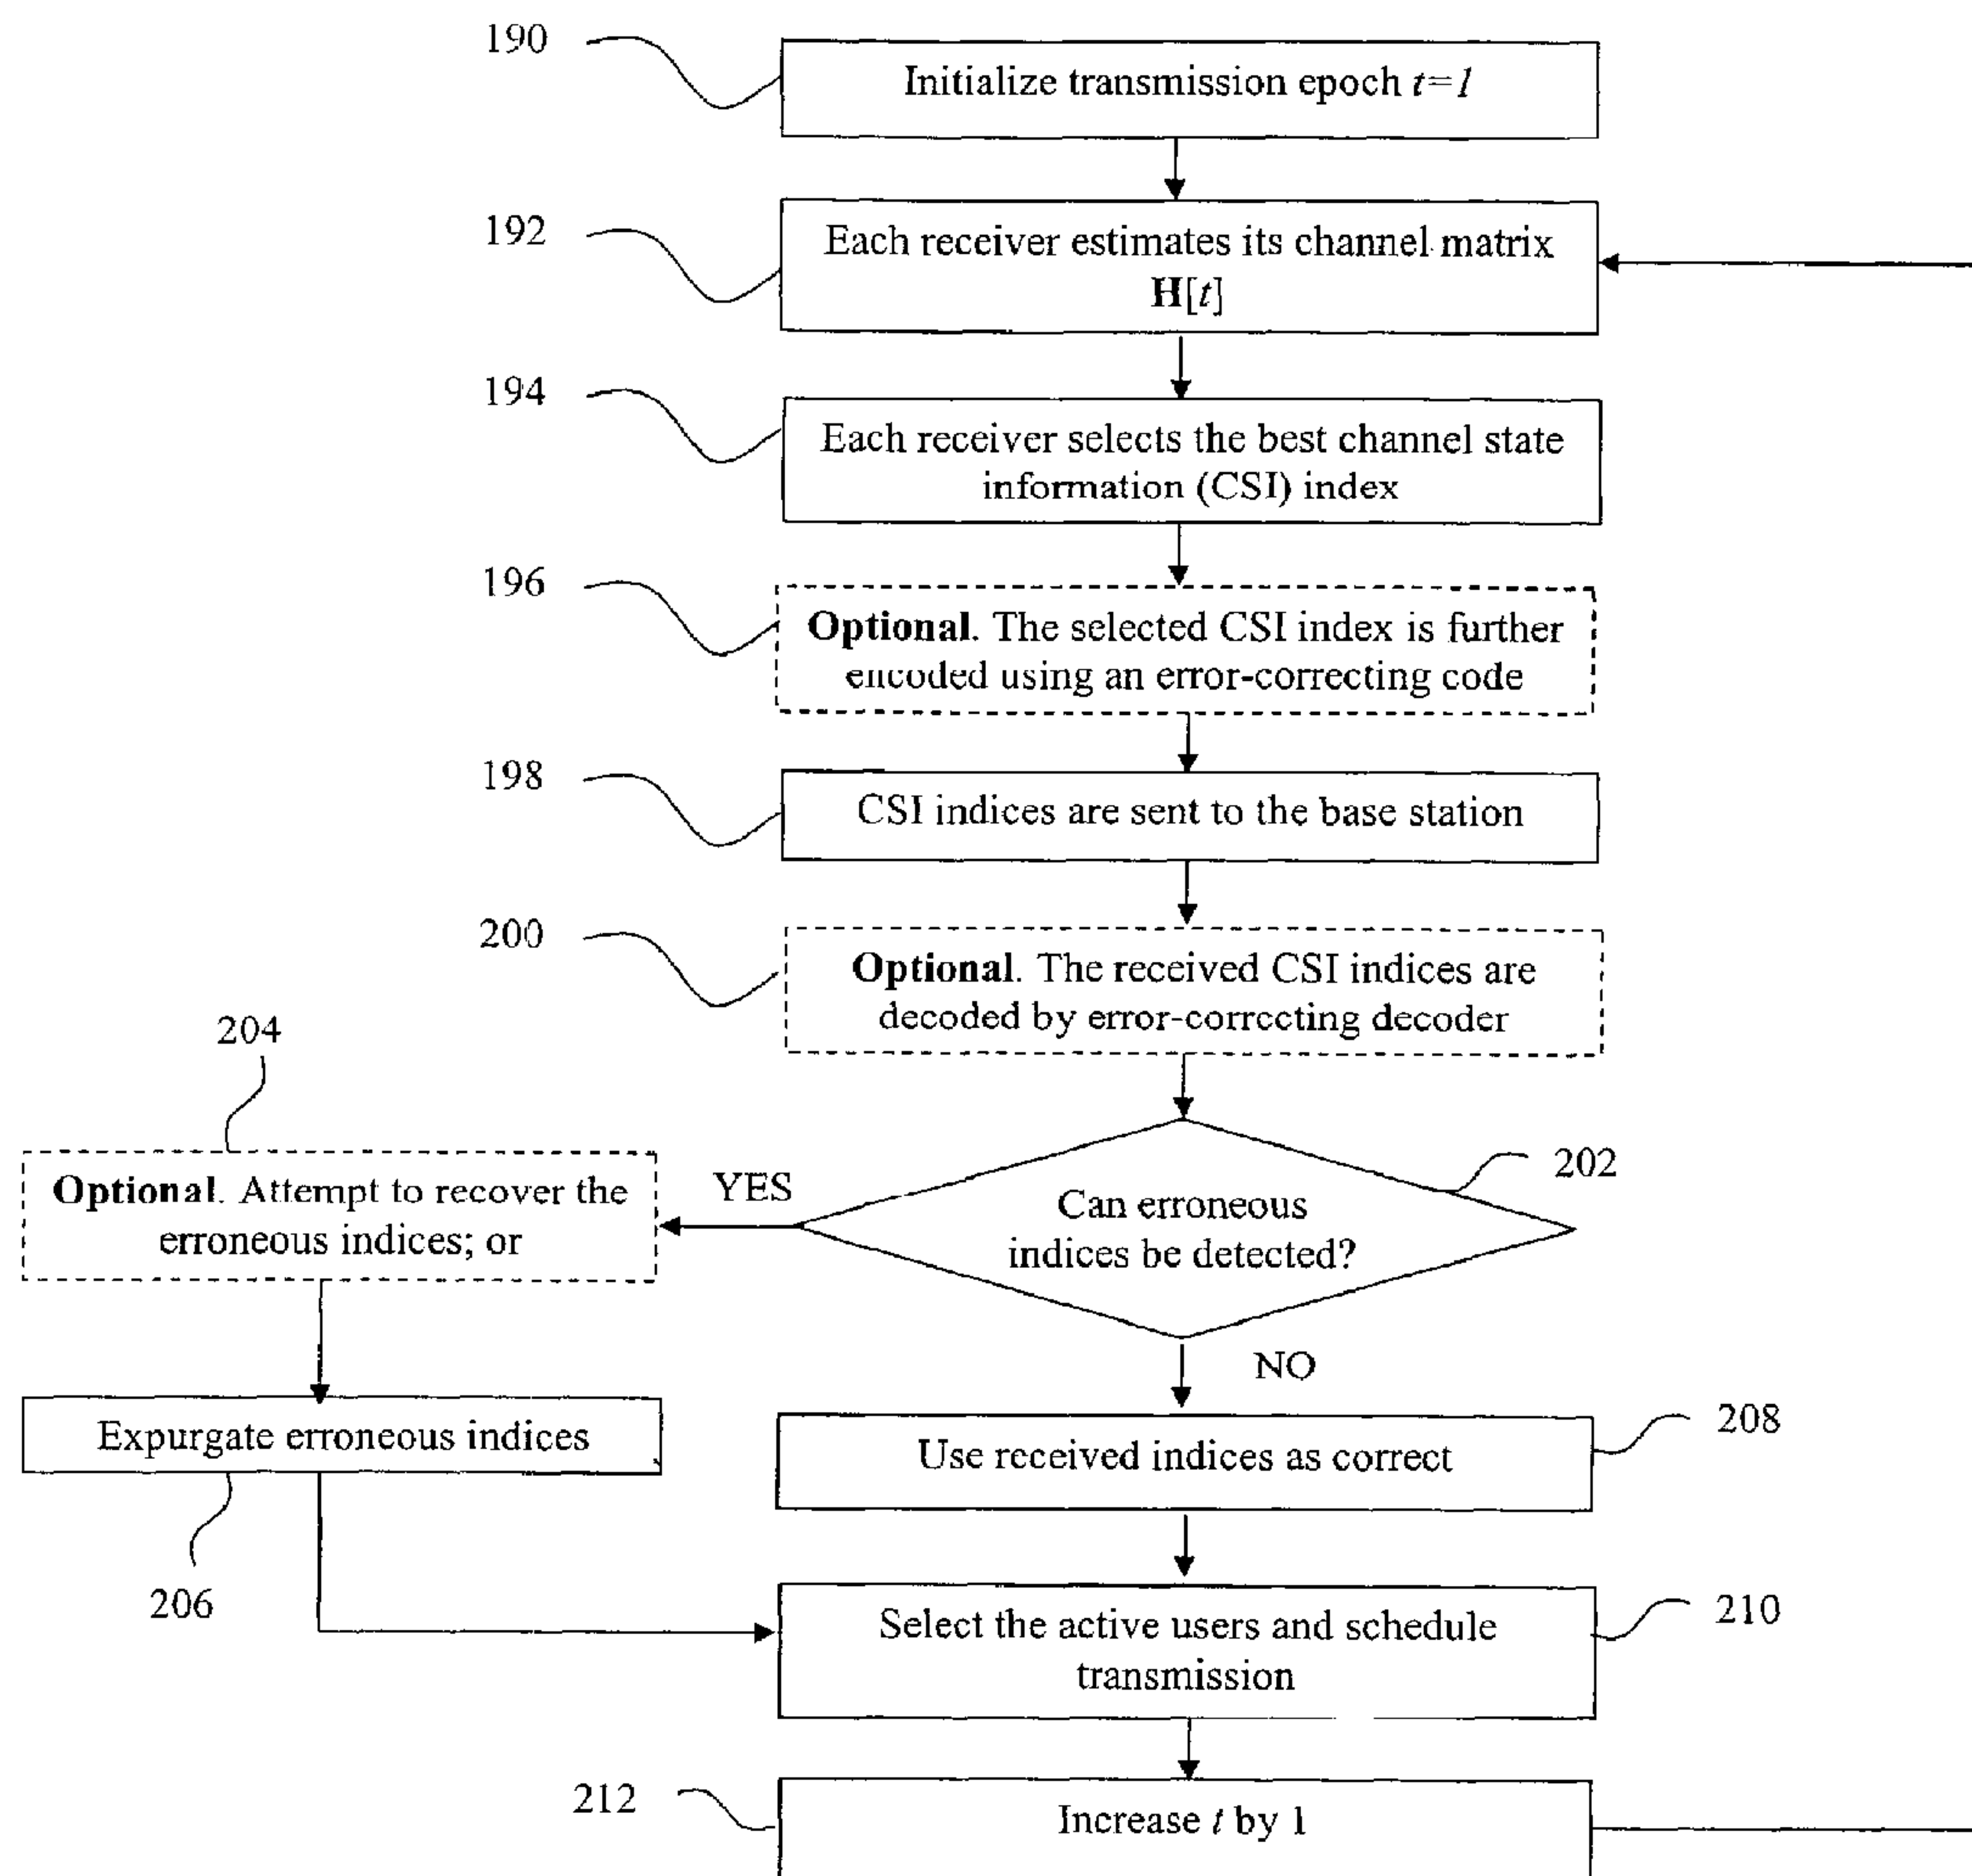 190
Initialize transmission epoch t=1
192
Each receiver estimates its channel matrix
H[t]
194
Each receiver selects the best channel state
information (CSI) index
196
Optional. The selected CSI index is further
encoded using an error-correcting code
198
CSI indices are sent to the base station
200
Optional. The received CSI indices are
decoded by error-correcting decoder
204
202
Optional. Attempt to recover the
erroneous indices; or
YES
Can erroneous
indices be detected?
NO
208
Expurgate erroneous indices
Use received indices as correct
206
210
Select the active users and schedule
transmission
212
Increase t by 1